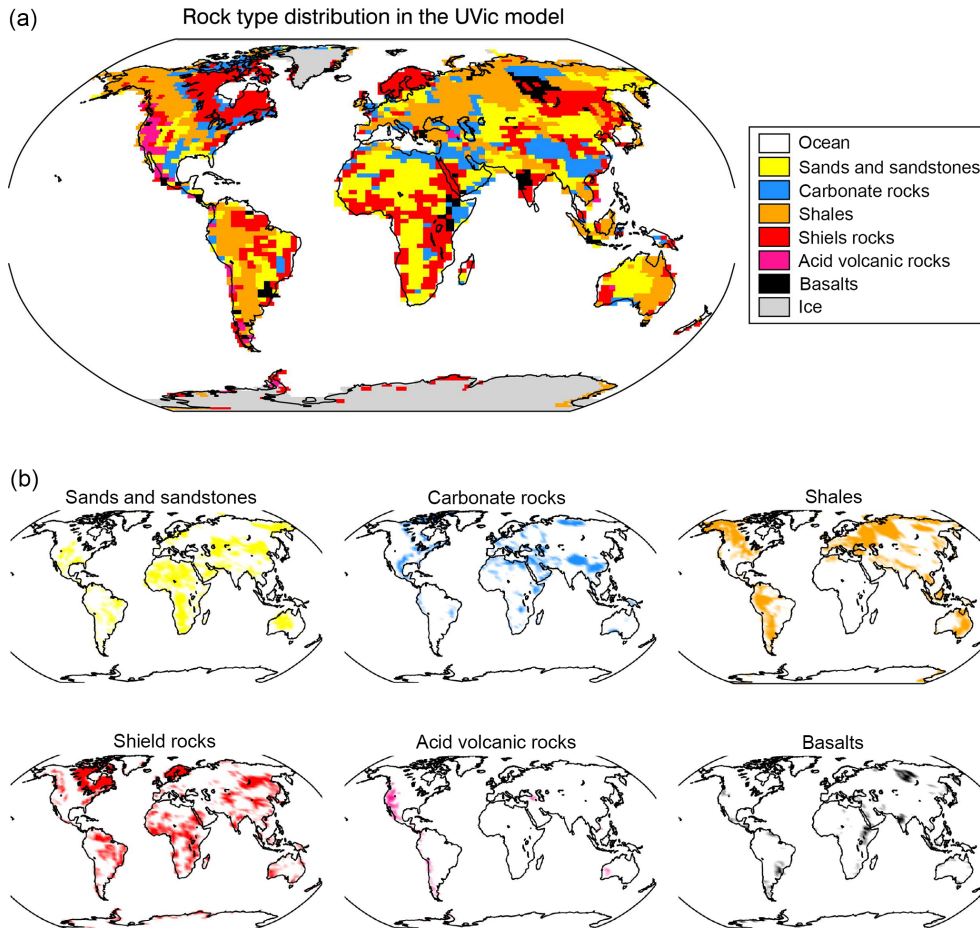 (a)
Rock type distribution in the UVic model
Ocean
Sands and sandstones
Carbonate rocks
Shales
Shiels rocks
Acid volcanic rocks
Basalts
Ice
(b)
Sands and sandstones
Carbonate rocks
Shales
Shield rocks
Acid volcanic rocks
Basalts